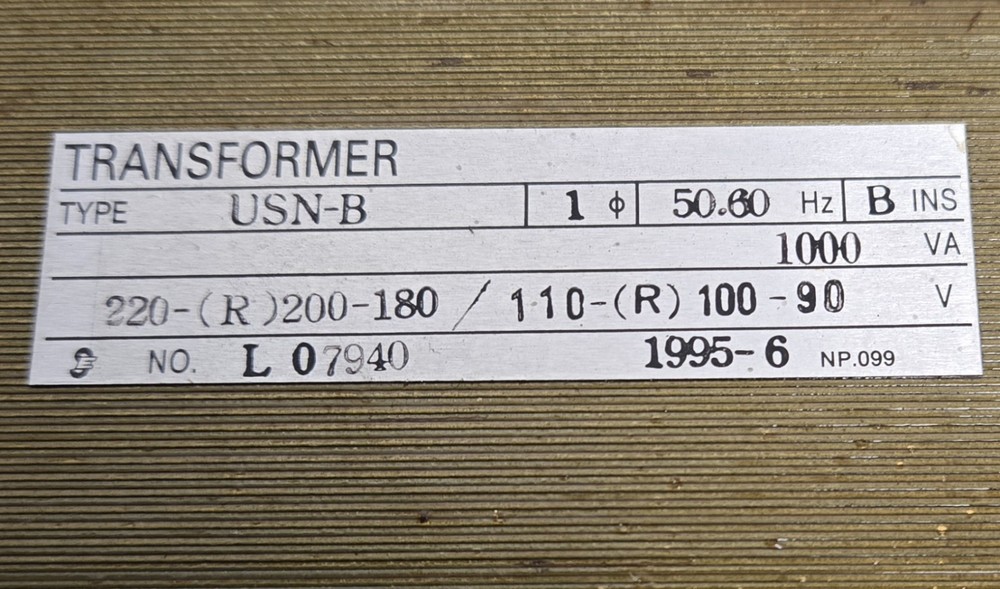 TRANSFORMER
TYPE USN-B 1 ϕ 50.60 Hz B INS
1000 VA
220-(R)200-180 / 110-(R) 100-90 V
NO. L 07940 1995-6 NP.099